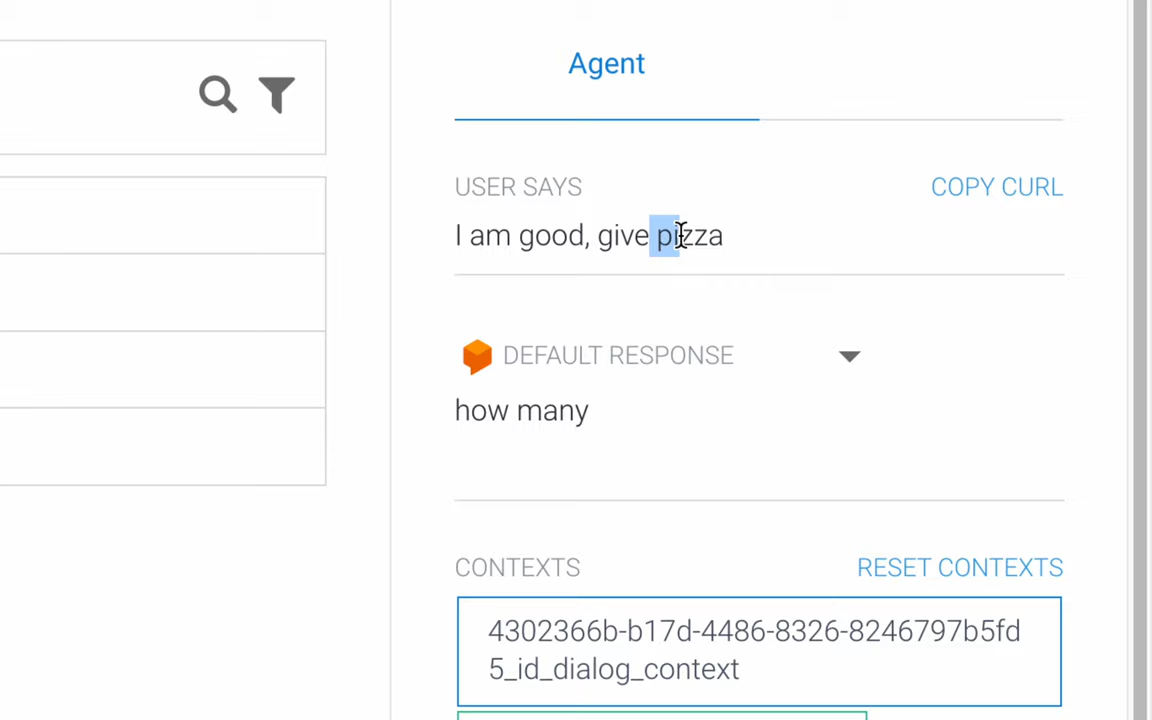 Agent
USER SAYS
COPY CURL
I am good, give pizza
DEFAULT RESPONSE
how many
CONTEXTS
RESET CONTEXTS
4302366b-b17d-4486-8326-8246797b5fd
5_id_dialog_context